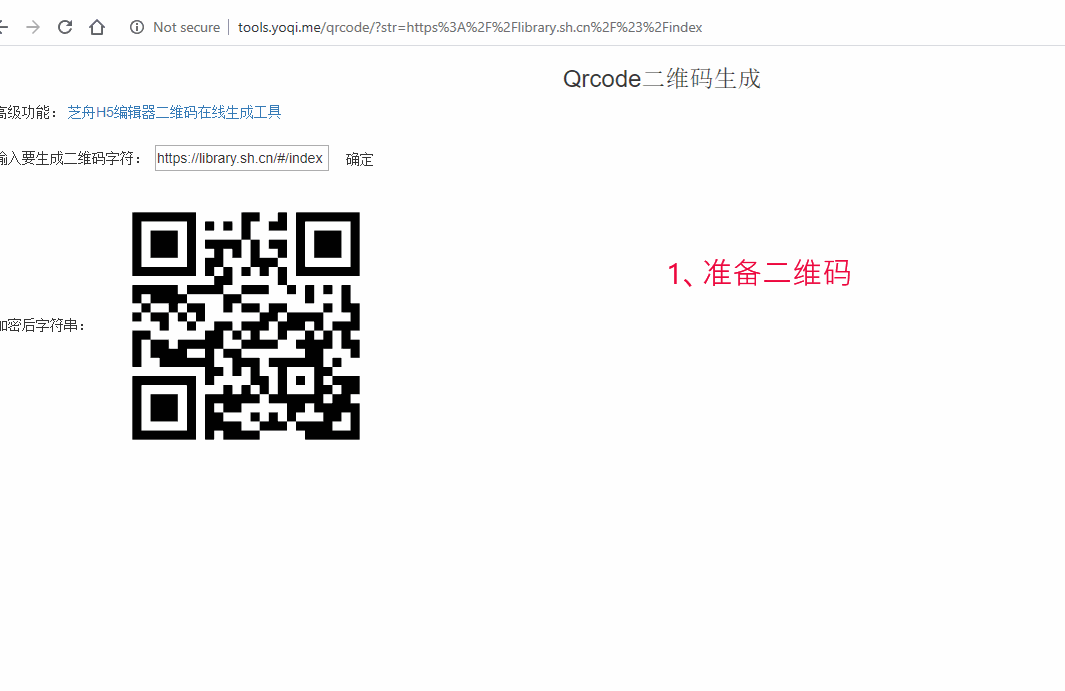 Not secure | tools.yoqi.me/qrcode/?str=https%3A%2F%2Flibrary.sh.cn%2F%23%2Findex
Qrcode二维码生成
高级功能： 芝舟H5编辑器二维码在线生成工具
输入要生成二维码字符： https://library.sh.cn/#/index 确定
1、准备二维码
加密后字符串：